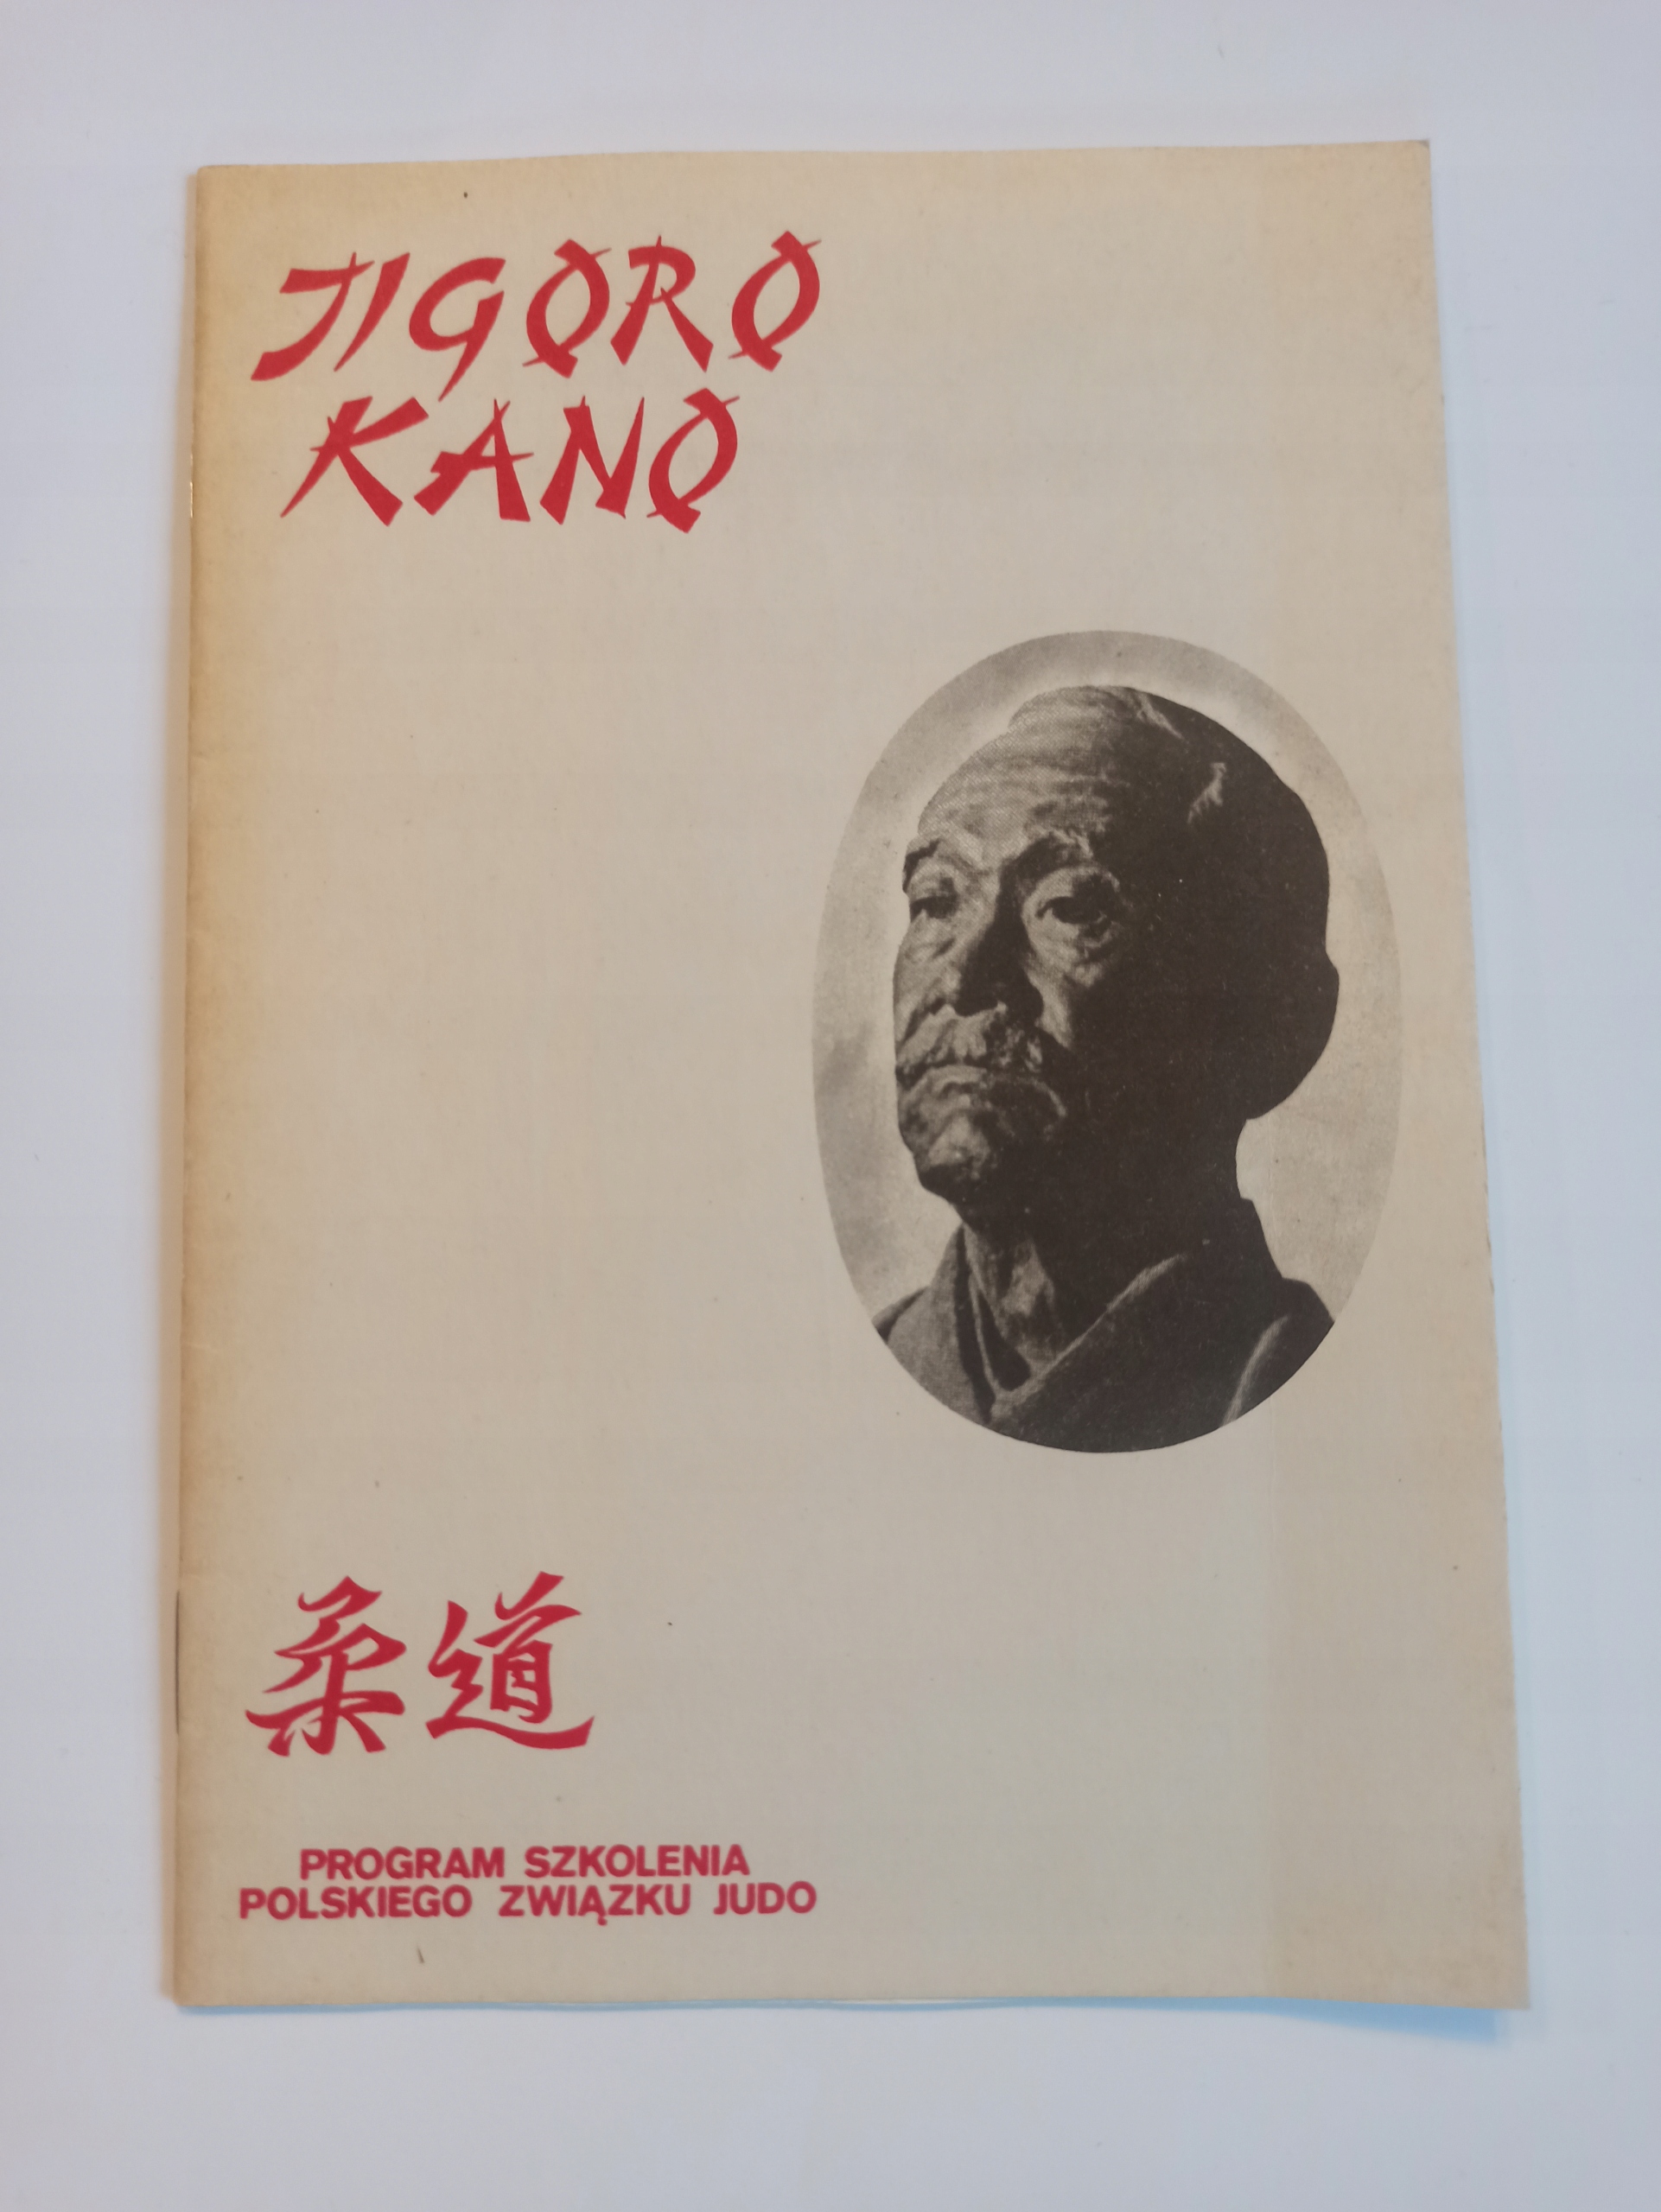 JIGORO
KANO
柔道
PROGRAM SZKOLENIA
POLSKIEGO ZWIĄZKU JUDO